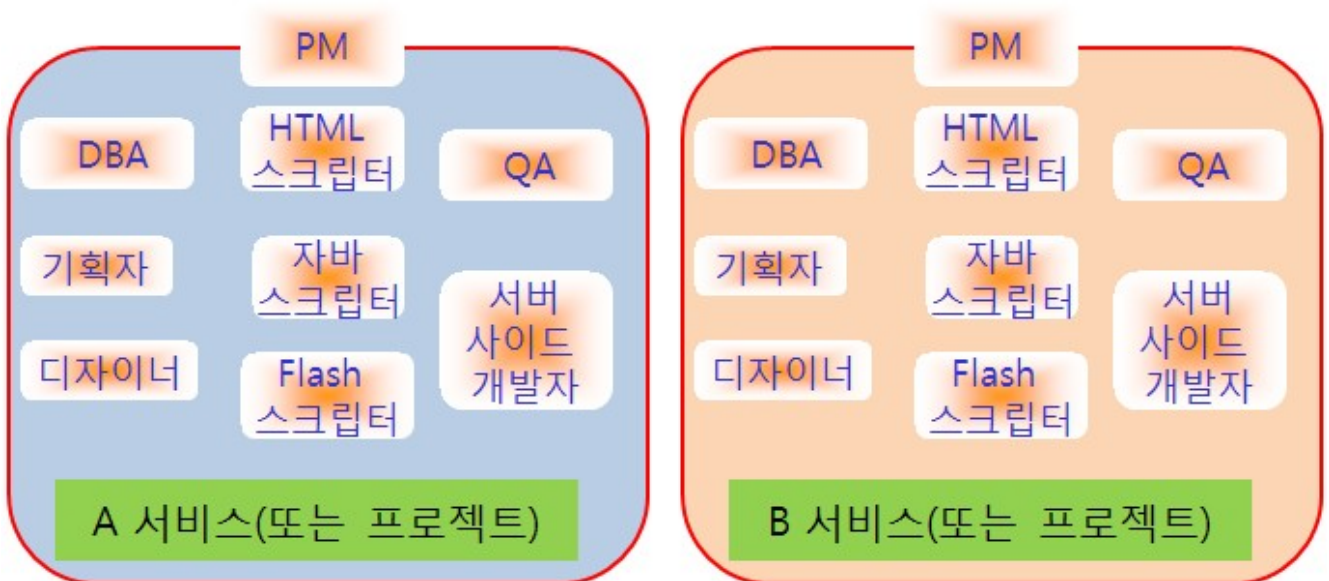 PM
DBA
HTML
스크립터
QA
기획자
자바
스크립터
서버
사이드
개발자
디자이너
Flash
스크립터
A 서비스(또는 프로젝트)
PM
DBA
HTML
스크립터
QA
기획자
자바
스크립터
서버
사이드
개발자
디자이너
Flash
스크립터
B 서비스(또는 프로젝트)